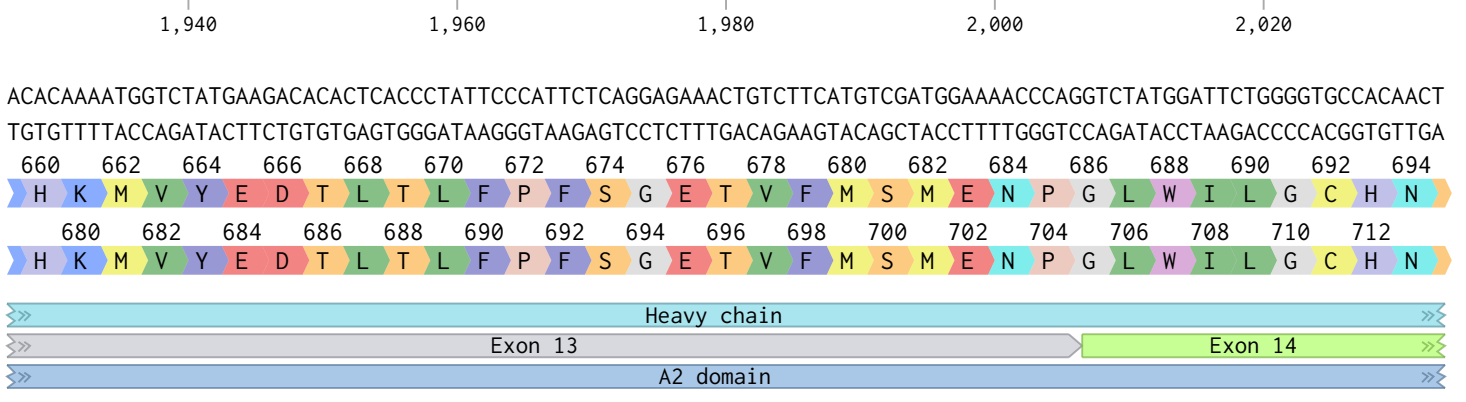 1,940 1,960 1,980 2,000 2,020
ACACAAAATGGTCTATGAAGACACACTCACCCTATTCCCATTCTCAGGAGAAACTGTCTTCATGTCGATGGAAAACCCAGGTCTATGGATTCTGGGGTGCCACAACT
TGTGTTTTACCAGATACTTCTGTGTGAGTGGGATAAGGGTAAGAGTCCTCTTTGACAGAAGTACAGCTACCTTTTGGGTCCAGATACCTAAGACCCCACGGTGTTGA
660 662 664 666 668 670 672 674 676 678 680 682 684 686 688 690 692 694
H K M V Y E D T L T L F P F S G E T V F M S M E N P G L W I L G C H N
680 682 684 686 688 690 692 694 696 698 700 702 704 706 708 710 712
H K M V Y E D T L T L F P F S G E T V F M S M E N P G L W I L G C H N
Heavy chain
Exon 13 Exon 14
A2 domain